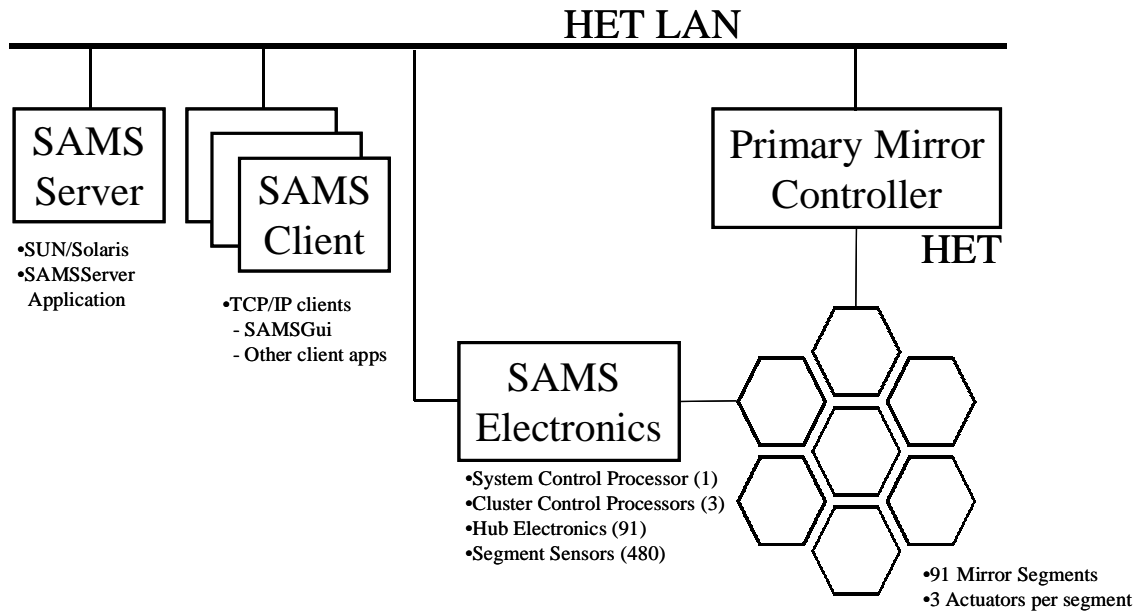 HET LAN
SAMS
Server
•SUN/Solaris
•SAMSServer
Application
SAMS
Client
•TCP/IP clients
- SAMSGui
- Other client apps
SAMS
Electronics
•System Control Processor (1)
•Cluster Control Processors (3)
•Hub Electronics (91)
•Segment Sensors (480)
Primary Mirror
Controller
HET
•91 Mirror Segments
•3 Actuators per segment